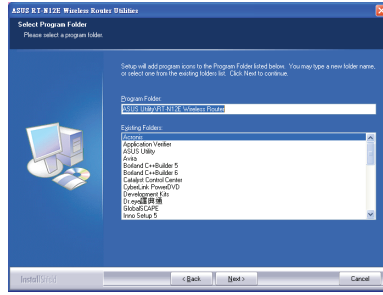 ASUS RT-N12E Wireless Router Utilities
Select Program Folder
Please select a program folder.
Setup will add program icons to the Program Folder listed below. You may type a new folder name, or select one from the existing folders list. Click Next to continue.
Program Folder:
ASUS Utility\RT-N12E Wireless Router
Existing Folders:
Acronis
Application Verifier
ASUS Utility
Avira
Borland C++Builder 5
Borland C++Builder 6
Catalyst Control Center
CyberLink PowerDVD
Development Kits
Dr.eye
GlobalSCAPE
Inno Setup 5
InstallShield
< Back
Next >
Cancel